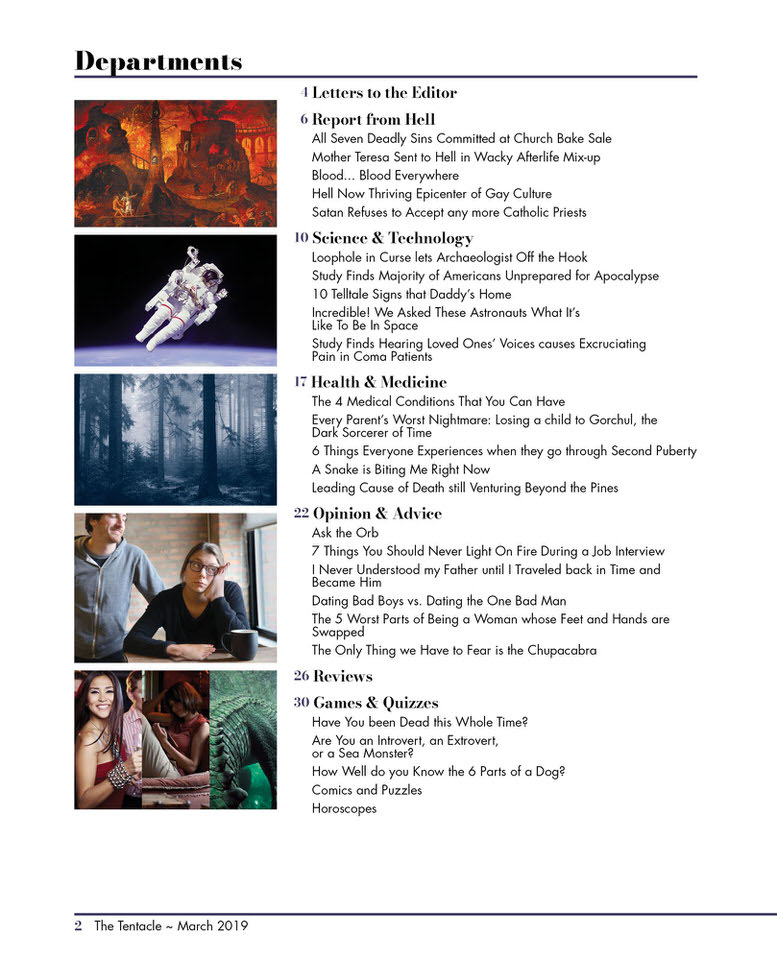 Departments
4 Letters to the Editor
6 Report from Hell
All Seven Deadly Sins Committed at Church Bake Sale
Mother Teresa Sent to Hell in Wacky Afterlife Mix-up
Blood... Blood Everywhere
Hell Now Thriving Epicenter of Gay Culture
Satan Refuses to Accept any more Catholic Priests
10 Science & Technology
Loophole in Curse lets Archaeologist Off the Hook
Study Finds Majority of Americans Unprepared for Apocalypse
10 Telltale Signs that Daddy's Home
Incredible! We Asked These Astronauts What It's
Like To Be In Space
Study Finds Hearing Loved Ones' Voices causes Excruciating
Pain in Coma Patients
17 Health & Medicine
The 4 Medical Conditions That You Can Have
Every Parent's Worst Nightmare: Losing a child to Gorchul, the
Dark Sorcerer of Time
6 Things Everyone Experiences when they go through Second Puberty
A Snake is Biting Me Right Now
Leading Cause of Death still Venturing Beyond the Pines
22 Opinion & Advice
Ask the Orb
7 Things You Should Never Light On Fire During a Job Interview
I Never Understood my Father until I Traveled back in Time and
Became Him
Dating Bad Boys vs. Dating the One Bad Man
The 5 Worst Parts of Being a Woman whose Feet and Hands are
Swapped
The Only Thing we Have to Fear is the Chupacabra
26 Reviews
30 Games & Quizzes
Have You been Dead this Whole Time?
Are You an Introvert, an Extrovert,
or a Sea Monster?
How Well do you Know the 6 Parts of a Dog?
Comics and Puzzles
Horoscopes
2 The Tentacle ~ March 2019